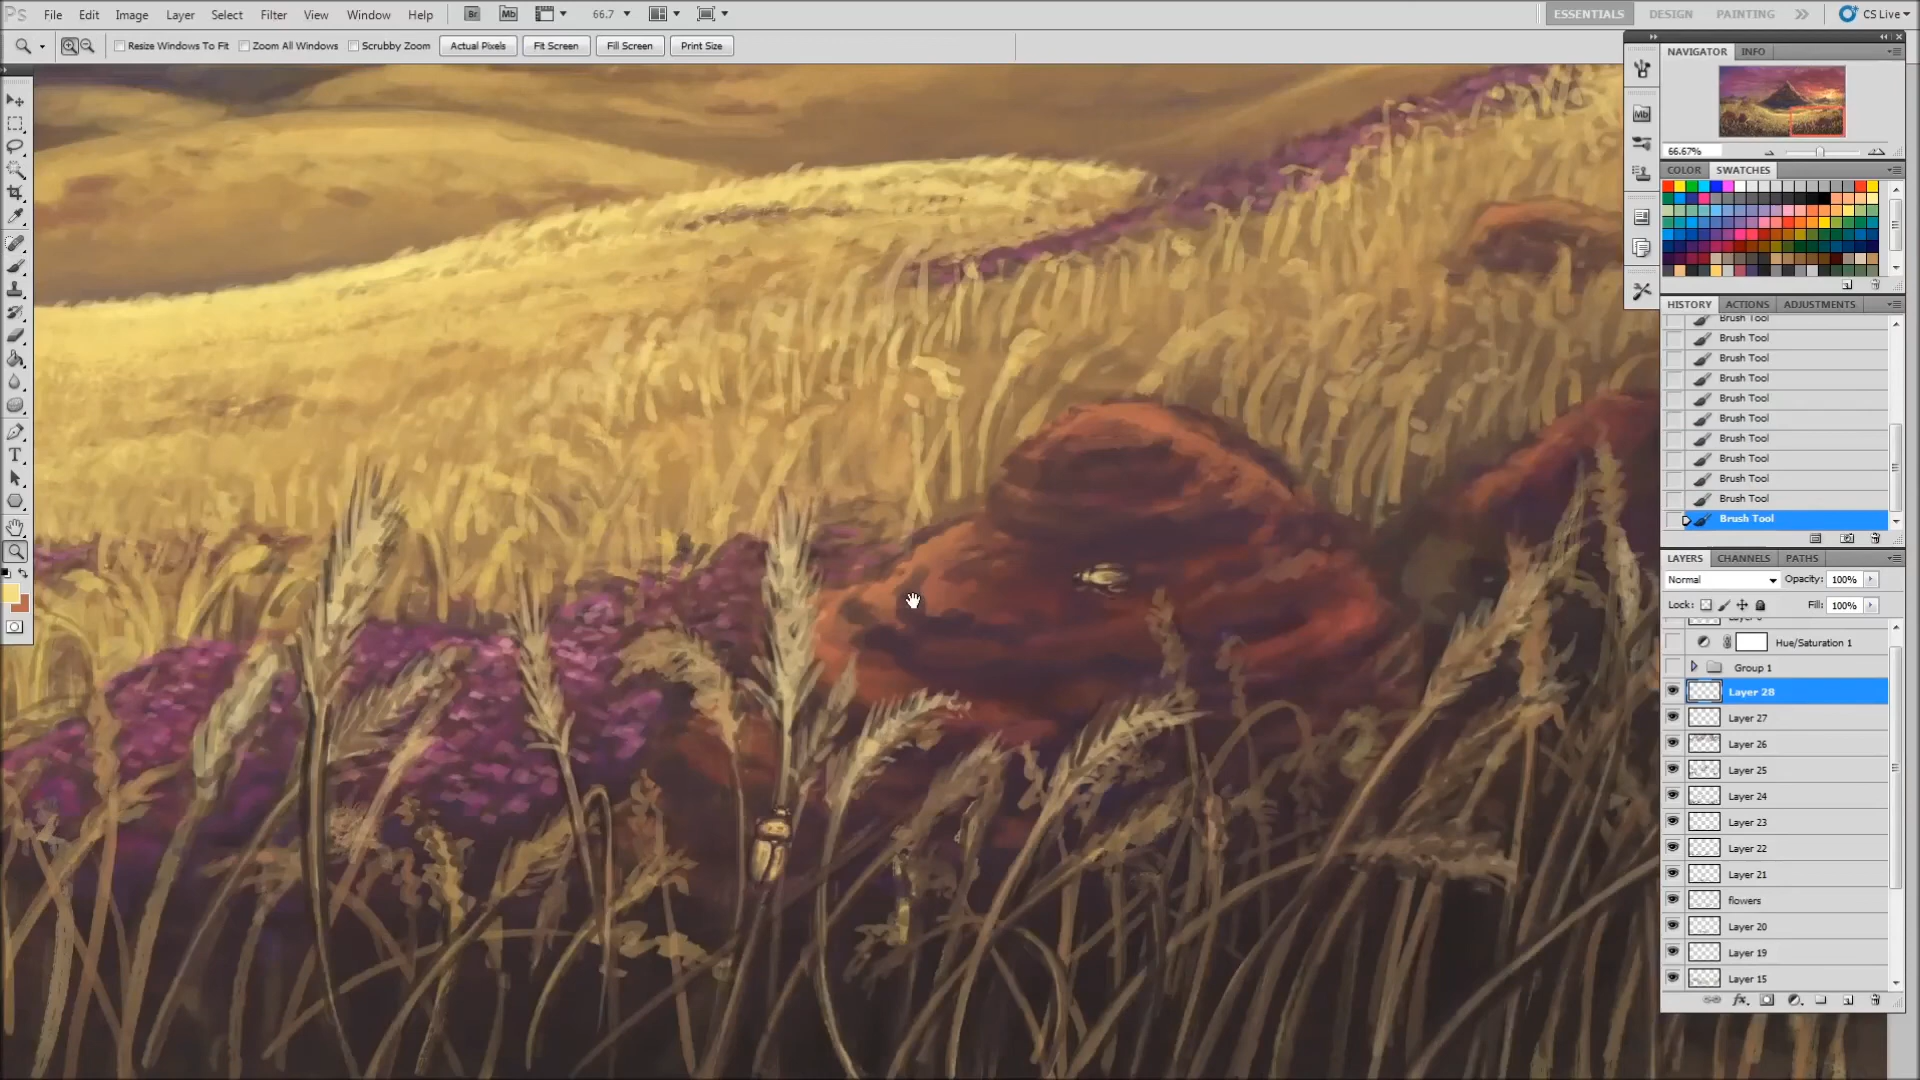 Ps File Edit Image Layer Select Filter View Window Help Br Mb 66.7 ESSENTIALS DESIGN PAINTING CS Live
Resize Windows To Fit Zoom All Windows Scrubby Zoom Actual Pixels Fit Screen Fill Screen Print Size
NAVIGATOR INFO
Mb
66.67%
COLOR SWATCHES
HISTORY ACTIONS ADJUSTMENTS
Brush Tool
Brush Tool
Brush Tool
Brush Tool
Brush Tool
Brush Tool
Brush Tool
Brush Tool
Brush Tool
Brush Tool
Brush Tool
LAYERS CHANNELS PATHS
Normal Opacity: 100%
Lock: Fill: 100%
Hue/Saturation 1
Group 1
Layer 28
Layer 27
Layer 26
Layer 25
Layer 24
Layer 23
Layer 22
Layer 21
flowers
Layer 20
Layer 19
Layer 15
fx
T